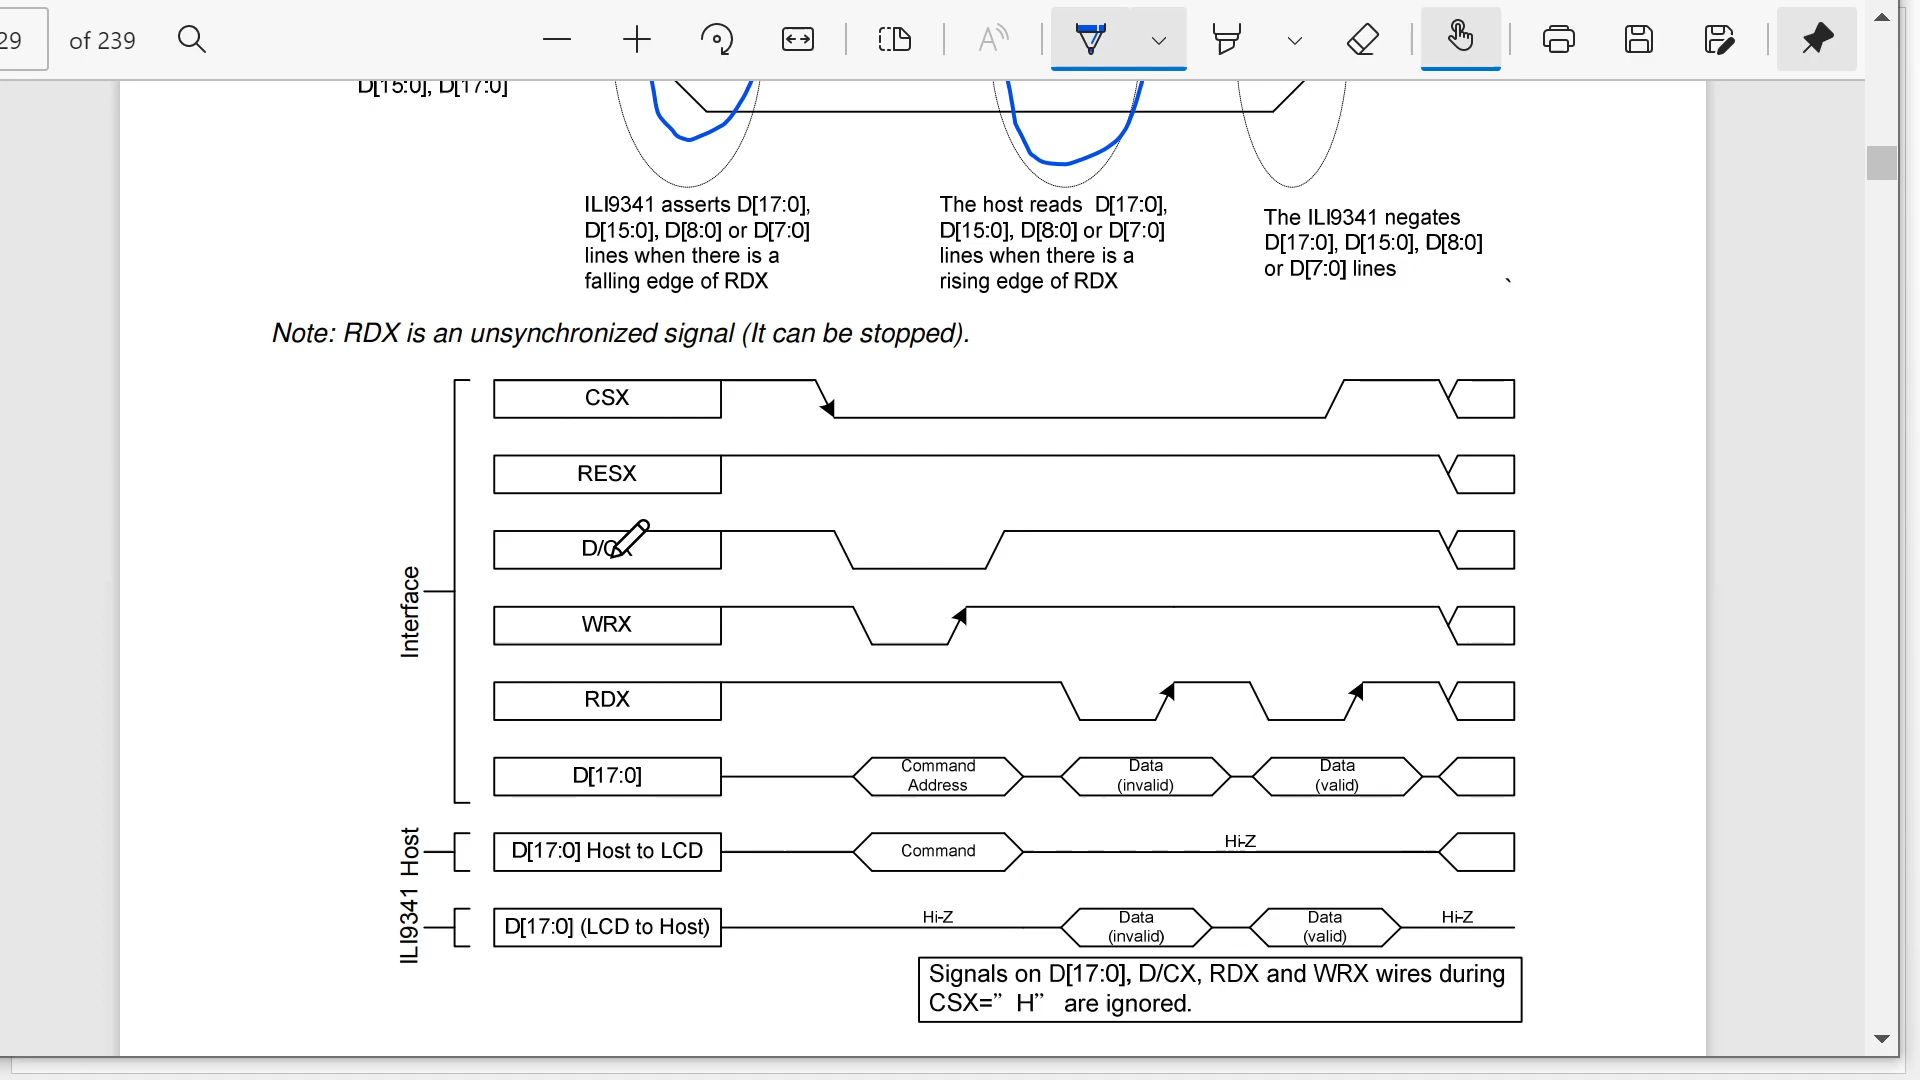 29 of 239
D[15:0], D[17:0]
ILI9341 asserts D[17:0],
D[15:0], D[8:0] or D[7:0]
lines when there is a
falling edge of RDX
The host reads D[17:0],
D[15:0], D[8:0] or D[7:0]
lines when there is a
rising edge of RDX
The ILI9341 negates
D[17:0], D[15:0], D[8:0]
or D[7:0] lines
Note: RDX is an unsynchronized signal (It can be stopped).
Interface
CSX
RESX
D/CX
WRX
RDX
D[17:0]
Command
Address
Data
(invalid)
Data
(valid)
Host
D[17:0] Host to LCD
Command
Hi-Z
ILI9341
D[17:0] (LCD to Host)
Hi-Z
Data
(invalid)
Data
(valid)
Hi-Z
Signals on D[17:0], D/CX, RDX and WRX wires during
CSX=” H” are ignored.